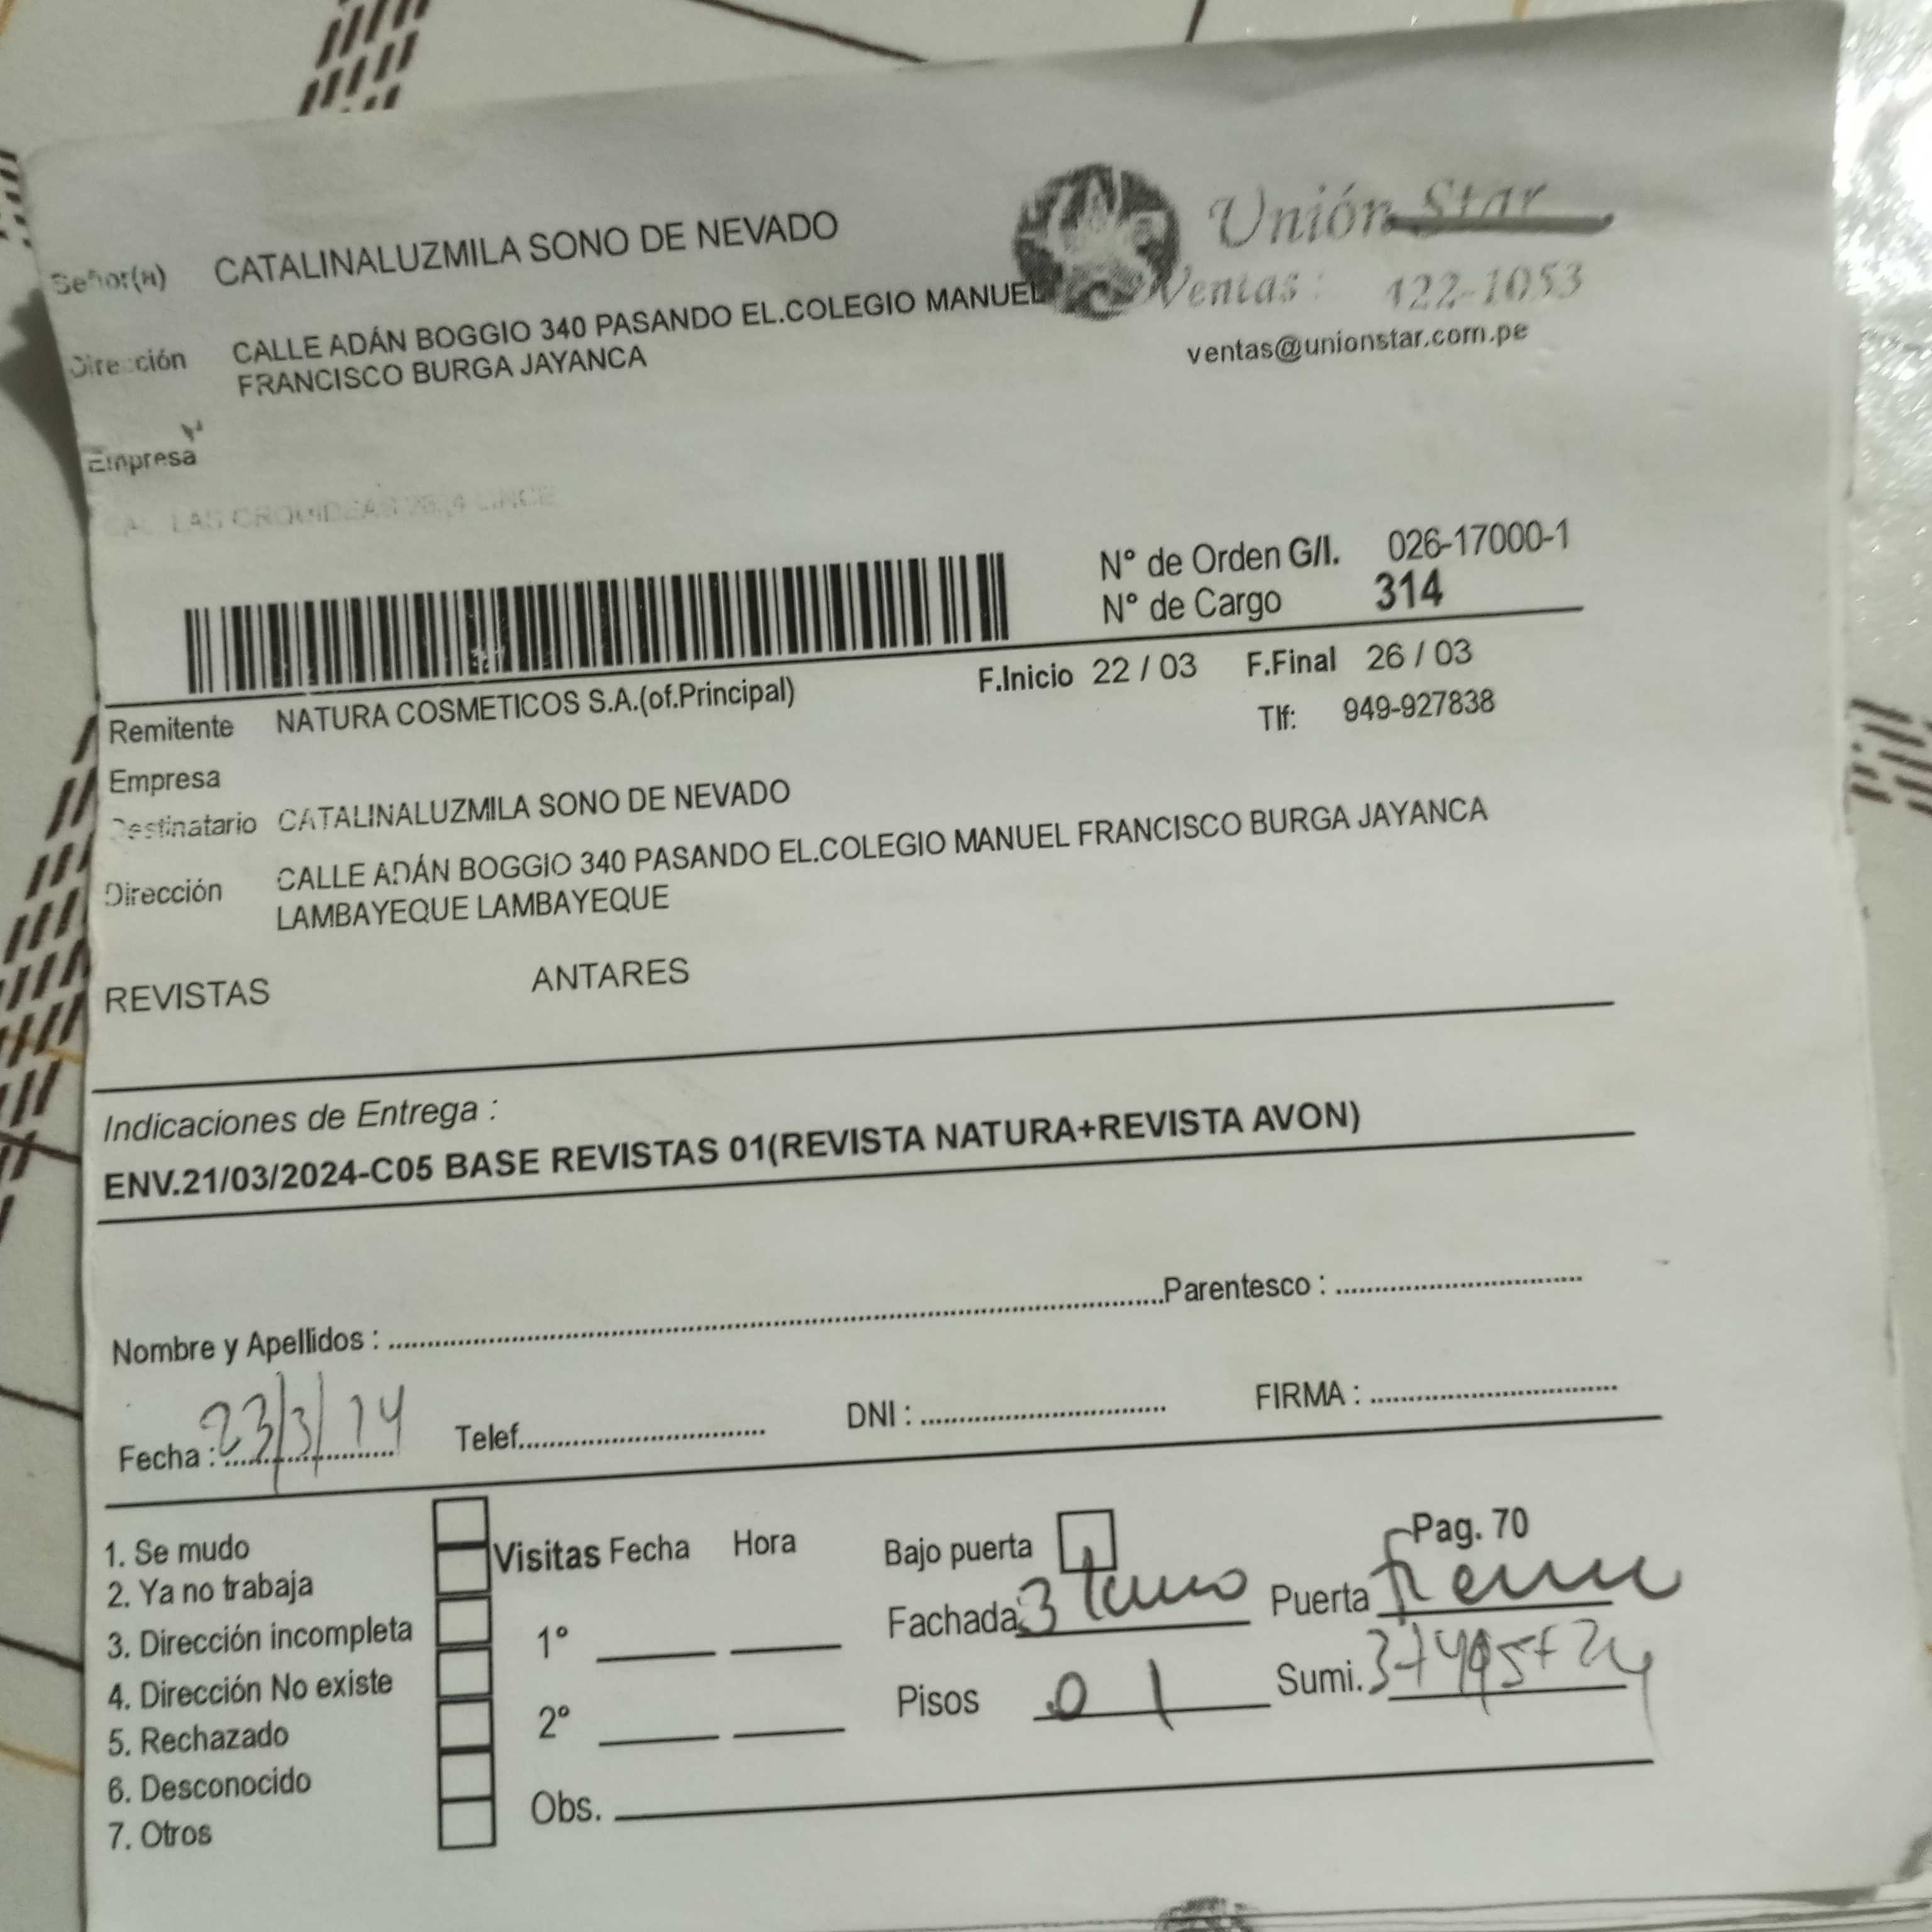 Unión Star
Señor(a) CATALINALUZMILA SONO DE NEVADO
Ventas: 422-1053
ventas@unionstar.com.pe
Dirección CALLE ADÁN BOGGIO 340 PASANDO EL.COLEGIO MANUEL
FRANCISCO BURGA JAYANCA
Empresa
N° de Orden G/I. 026-17000-1
N° de Cargo 314
Remitente NATURA COSMETICOS S.A.(of.Principal) F.Inicio 22 / 03 F.Final 26 / 03
Tlf: 949-927838
Empresa
Destinatario CATALINALUZMILA SONO DE NEVADO
Dirección CALLE ADÁN BOGGIO 340 PASANDO EL.COLEGIO MANUEL FRANCISCO BURGA JAYANCA
LAMBAYEQUE LAMBAYEQUE
REVISTAS ANTARES
Indicaciones de Entrega :
ENV.21/03/2024-C05 BASE REVISTAS 01(REVISTA NATURA+REVISTA AVON)
Nombre y Apellidos : Parentesco :
Fecha : 23/3/ Telef. DNI : FIRMA :
Pag. 70
1. Se mudo
2. Ya no trabaja
3. Dirección incompleta
4. Dirección No existe
5. Rechazado
6. Desconocido
7. Otros
Visitas Fecha Hora
1°
2°
Obs.
Bajo puerta
Fachada Puerta
Pisos 01 Sumi.